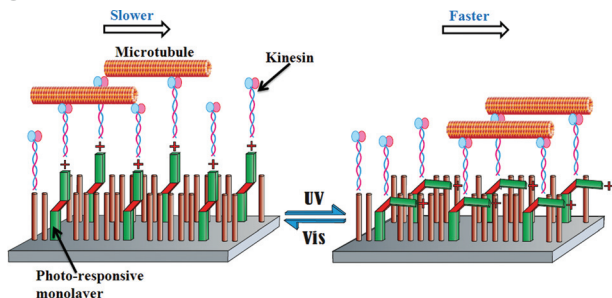 Slower
Faster
Microtubule
Kinesin
+ + + + + +
+ + + + + +
UV
Vis
Photo-responsive
monolayer